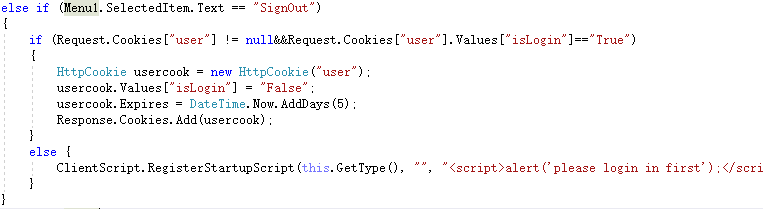 else if (Menu1.SelectedItem.Text == "SignOut")
{
if (Request.Cookies["user"] != null&&Request.Cookies["user"].Values["isLogin"]=="True")
{
HttpCookie usercook = new HttpCookie("user");
usercook.Values["isLogin"] = "False";
usercook.Expires = DateTime.Now.AddDays(5);
Response.Cookies.Add(usercook);
}
else {
ClientScript.RegisterStartupScript(this.GetType(), "", "<script>alert('please login in first');</scri
}
}